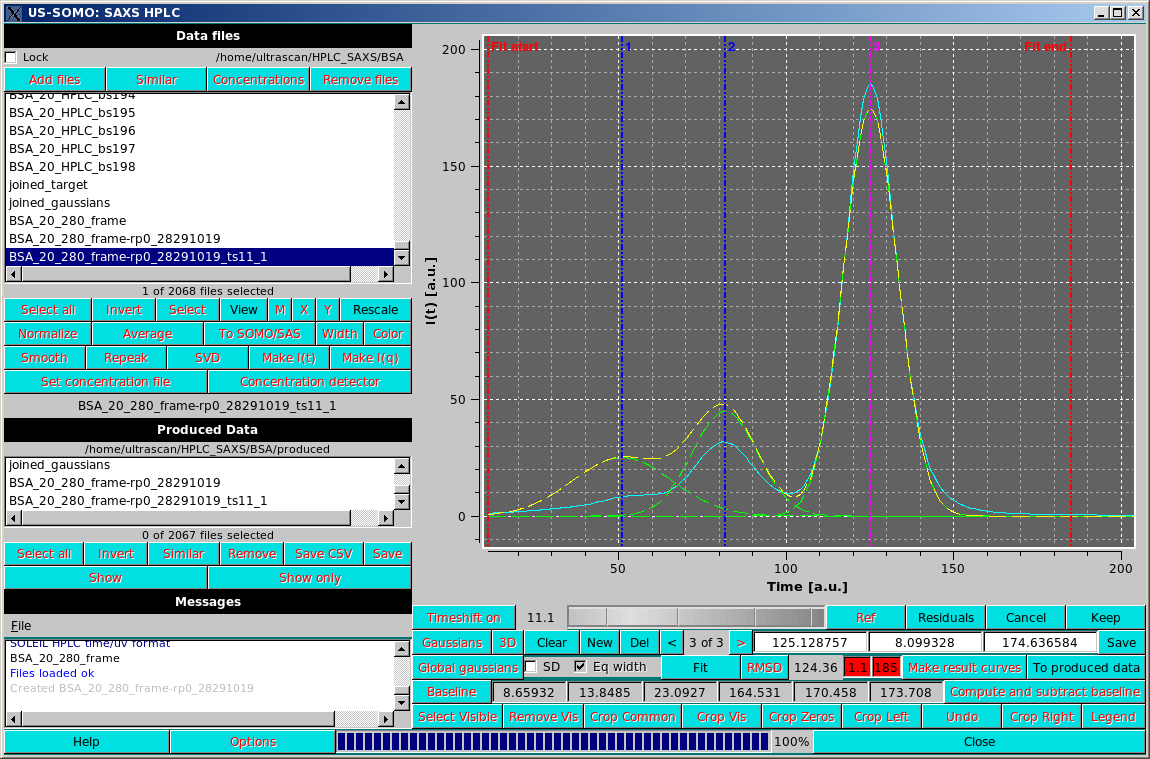 US-SOMO: SAXS HPLC
Data files
Lock /home/ultrascan/HPLC_SAXS/BSA
Add files Similar Concentrations Remove files
BSA_20_HPLC_bs194
BSA_20_HPLC_bs195
BSA_20_HPLC_bs196
BSA_20_HPLC_bs197
BSA_20_HPLC_bs198
joined_target
joined_gaussians
BSA_20_280_frame
BSA_20_280_frame-rp0_28291019
BSA_20_280_frame-rp0_28291019_ts11_1
1 of 2068 files selected
Select all Invert Select View M X Y Rescale
Normalize Average To SOMO/SAS Width Color
Smooth Repeak SVD Make I(t) Make I(q)
Set concentration file Concentration detector
BSA_20_280_frame-rp0_28291019_ts11_1
Produced Data
/home/ultrascan/HPLC_SAXS/BSA/produced
joined_gaussians
BSA_20_280_frame-rp0_28291019
BSA_20_280_frame-rp0_28291019_ts11_1
0 of 2067 files selected
Select all Invert Similar Remove Save CSV Save
Show Show only
Messages
File
SOLEIL HPLC time/uv format
BSA_20_280_frame
Files loaded ok
Created BSA_20_280_frame-rp0_28291019
Fit start 1 2 3 Fit end
200
150
100
50
0
I(t) [a.u.]
50 100 150 200
Time [a.u.]
Timeshift on 11.1 Ref Residuals Cancel Keep
Gaussians 3D Clear New Del < 3 of 3 > 125.128757 8.099328 174.636584 Save
Global gaussians SD Eq width Fit RMSD 124.36 11.1 185 Make result curves To produced data
Baseline 8.65932 13.8485 23.0927 164.531 170.458 173.708 Compute and subtract baseline
Select Visible Remove Vis Crop Common Crop Vis Crop Zeros Crop Left Undo Crop Right Legend
Help Options 100% Close